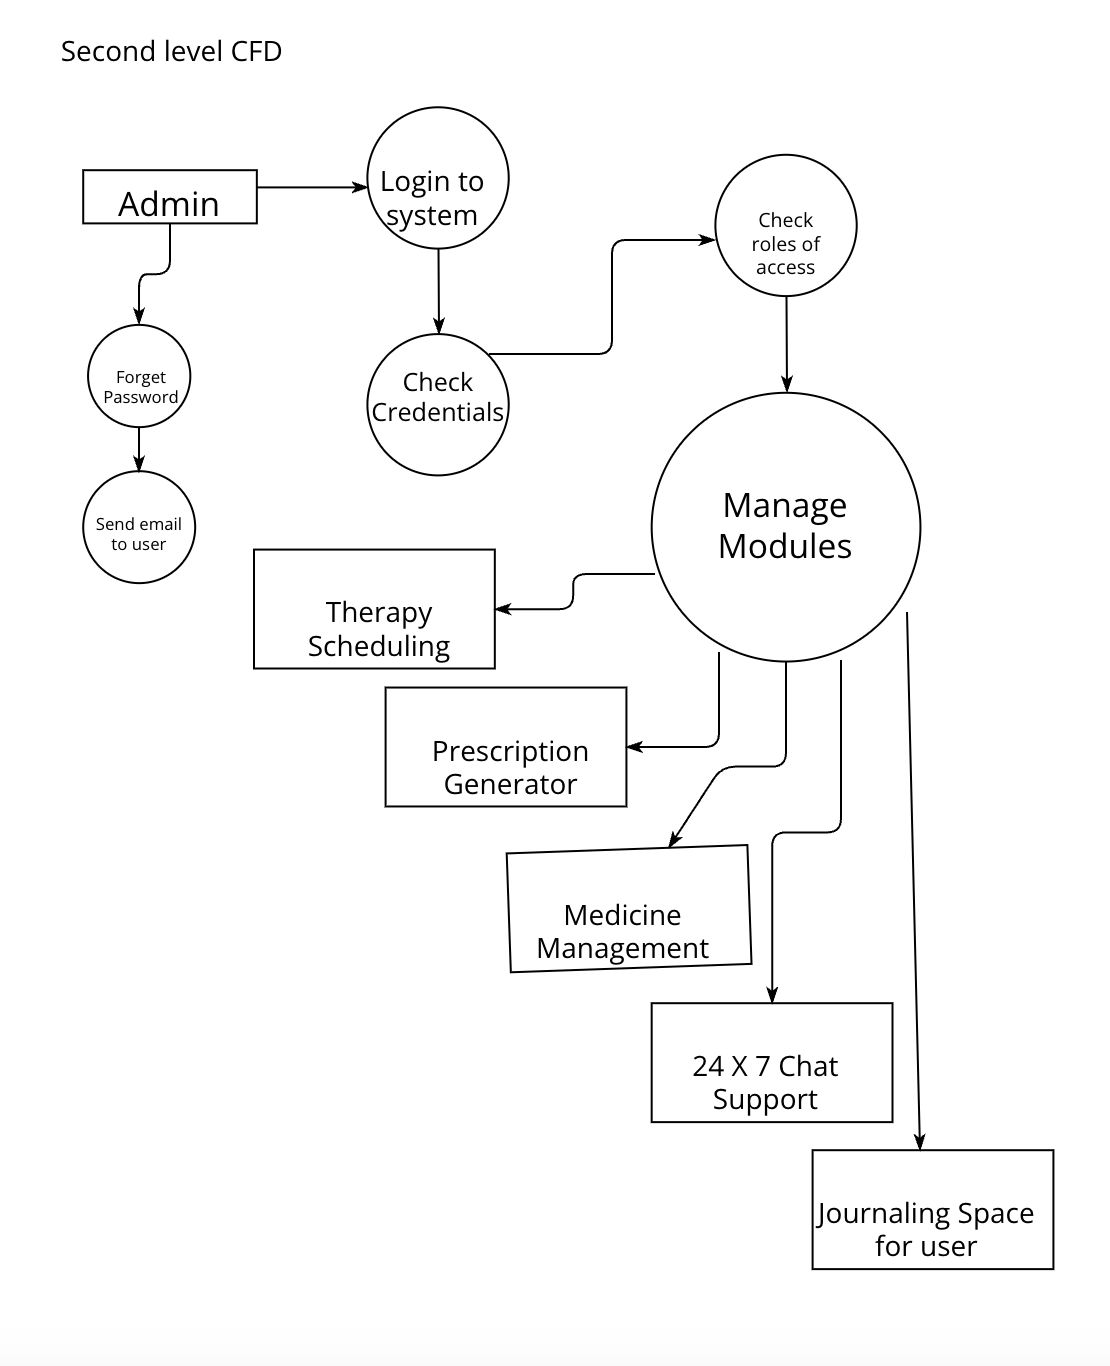 Second level CFD
Admin
Login to
system
Check
roles of
access
Forget
Password
Check
Credentials
Send email
to user
Manage
Modules
Therapy
Scheduling
Prescription
Generator
Medicine
Management
24 X 7 Chat
Support
Journaling Space
for user